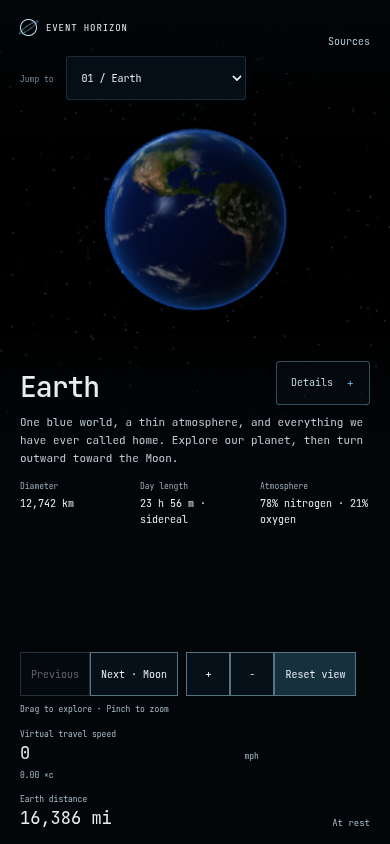 EVENT HORIZON
Sources
Jump to
01 / Earth
Earth
Details +
One blue world, a thin atmosphere, and everything we
have ever called home. Explore our planet, then turn
outward toward the Moon.
Diameter
12,742 km
Day length
23 h 56 m ·
sidereal
Atmosphere
78% nitrogen · 21%
oxygen
Previous
Next · Moon
+
-
Reset view
Drag to explore · Pinch to zoom
Virtual travel speed
0 mph
0.00 ×c
Earth distance
16,386 mi
At rest